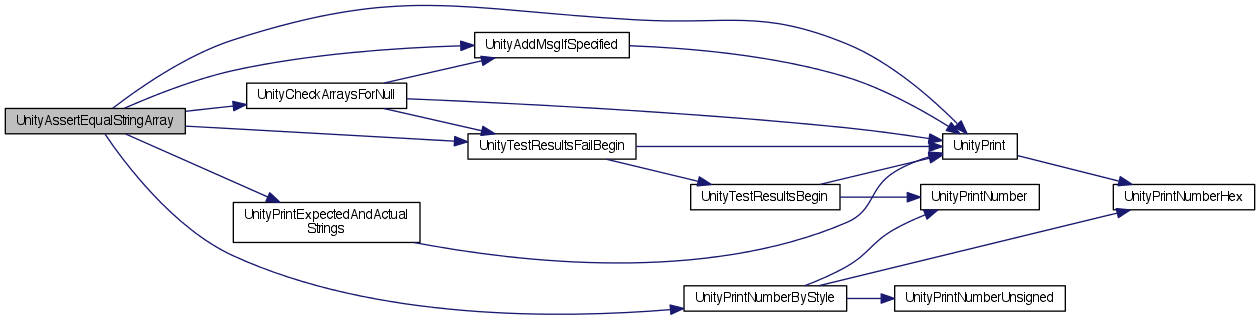 UnityAssertEqualStringArray
UnityCheckArraysForNull
UnityAddMsgIfSpecified
UnityTestResultsFailBegin
UnityPrintExpectedAndActual
Strings
UnityTestResultsBegin
UnityPrintNumberByStyle
UnityPrint
UnityPrintNumber
UnityPrintNumberUnsigned
UnityPrintNumberHex